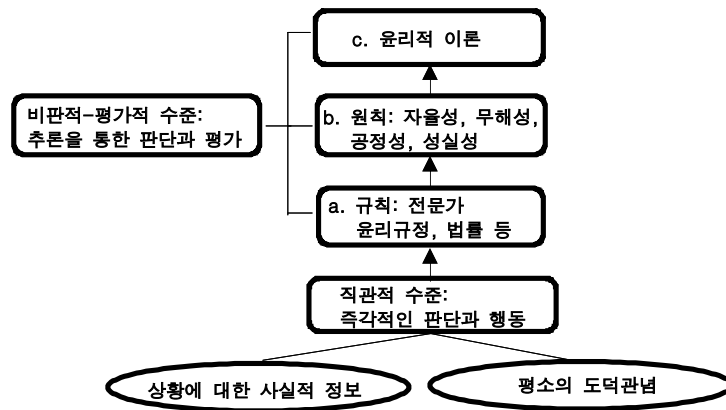 c. 윤리적 이론
비판적-평가적 수준:
추론을 통한 판단과 평가
b. 원칙: 자율성, 무해성,
공정성, 성실성
a. 규칙: 전문가
윤리규정, 법률 등
직관적 수준:
즉각적인 판단과 행동
상황에 대한 사실적 정보
평소의 도덕관념